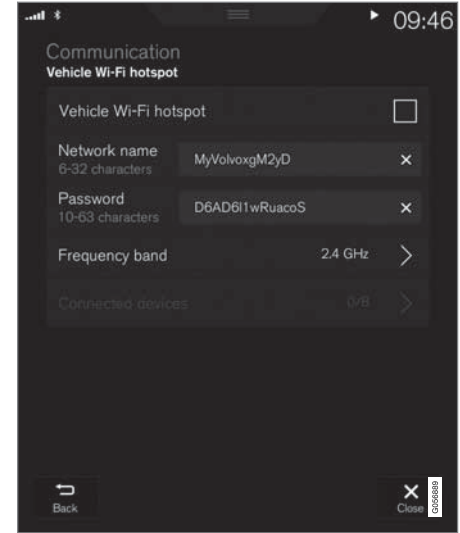 09:46
Communication
Vehicle Wi-Fi hotspot
Vehicle Wi-Fi hotspot
Network name
6-32 characters
MyVolvoxgM2yD
Password
10-63 characters
D6AD6l1wRuacoS
Frequency band 2.4 GHz
Connected devices 0/8
Back
Close
G056889